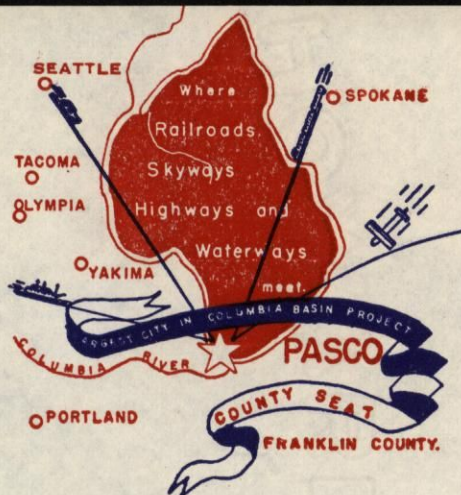 SEATTLE
SPOKANE
Where
Railroads.
Skyways
Highways and
Waterways
meet.
TACOMA
OLYMPIA
YAKIMA
LARGEST CITY IN COLUMBIA BASIN PROJECT
COLUMBIA RIVER
PASCO
COUNTY SEAT
FRANKLIN COUNTY.
PORTLAND